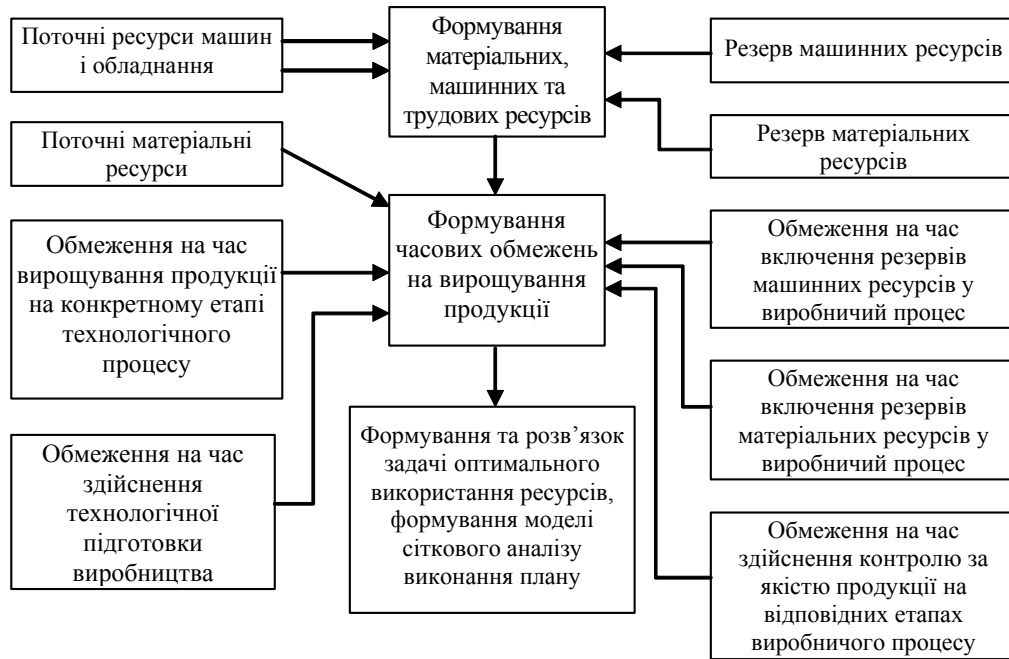 Поточні ресурси машин
і обладнання
Поточні матеріальні
ресурси
Обмеження на час
вирощування продукції
на конкретному етапі
технологічного
процесу
Обмеження на час
здійснення
технологічної
підготовки
виробництва
Формування
матеріальних,
машинних та
трудових ресурсів
Формування
часових обмежень
на вирощування
продукції
Формування та розв’язок
задачі оптимального
використання ресурсів,
формування моделі
сіткового аналізу
виконання плану
Резерв машинних ресурсів
Резерв матеріальних
ресурсів
Обмеження на час
включення резервів
машинних ресурсів у
виробничий процес
Обмеження на час
включення резервів
матеріальних ресурсів у
виробничий процес
Обмеження на час
здійснення контролю за
якістю продукції на
відповідних етапах
виробничого процесу